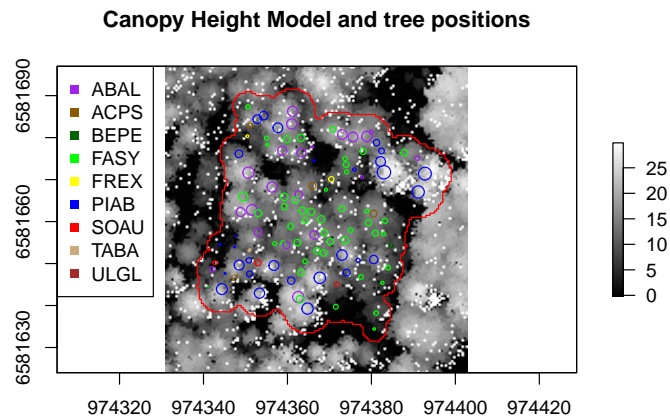 Canopy Height Model and tree positions
6581690
6581660
6581630
ABAL
ACPS
BEPE
FASY
FREX
PIAB
SOAU
TABA
ULGL
25
20
15
10
5
0
974320
974340
974360
974380
974400
974420